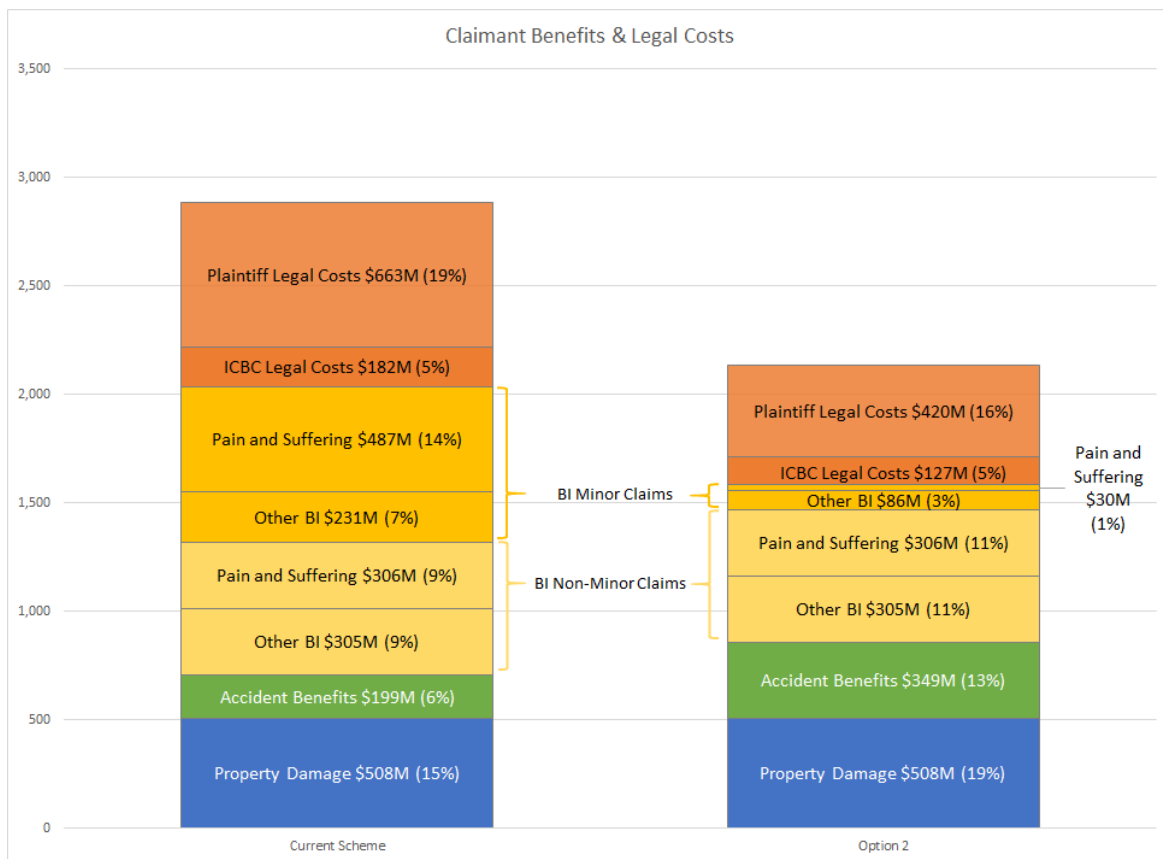 Claimant Benefits & Legal Costs
3,500
3,000
2,500
2,000
1,500
1,000
500
0
Plaintiff Legal Costs $663M (19%)
ICBC Legal Costs $182M (5%)
Pain and Suffering $487M (14%)
Other BI $231M (7%)
Pain and Suffering $306M (9%)
Other BI $305M (9%)
Accident Benefits $199M (6%)
Property Damage $508M (15%)
Current Scheme
BI Minor Claims
BI Non-Minor Claims
Plaintiff Legal Costs $420M (16%)
ICBC Legal Costs $127M (5%)
Pain and
Suffering
$30M
(1%)
Other BI $86M (3%)
Pain and Suffering $306M (11%)
Other BI $305M (11%)
Accident Benefits $349M (13%)
Property Damage $508M (19%)
Option 2